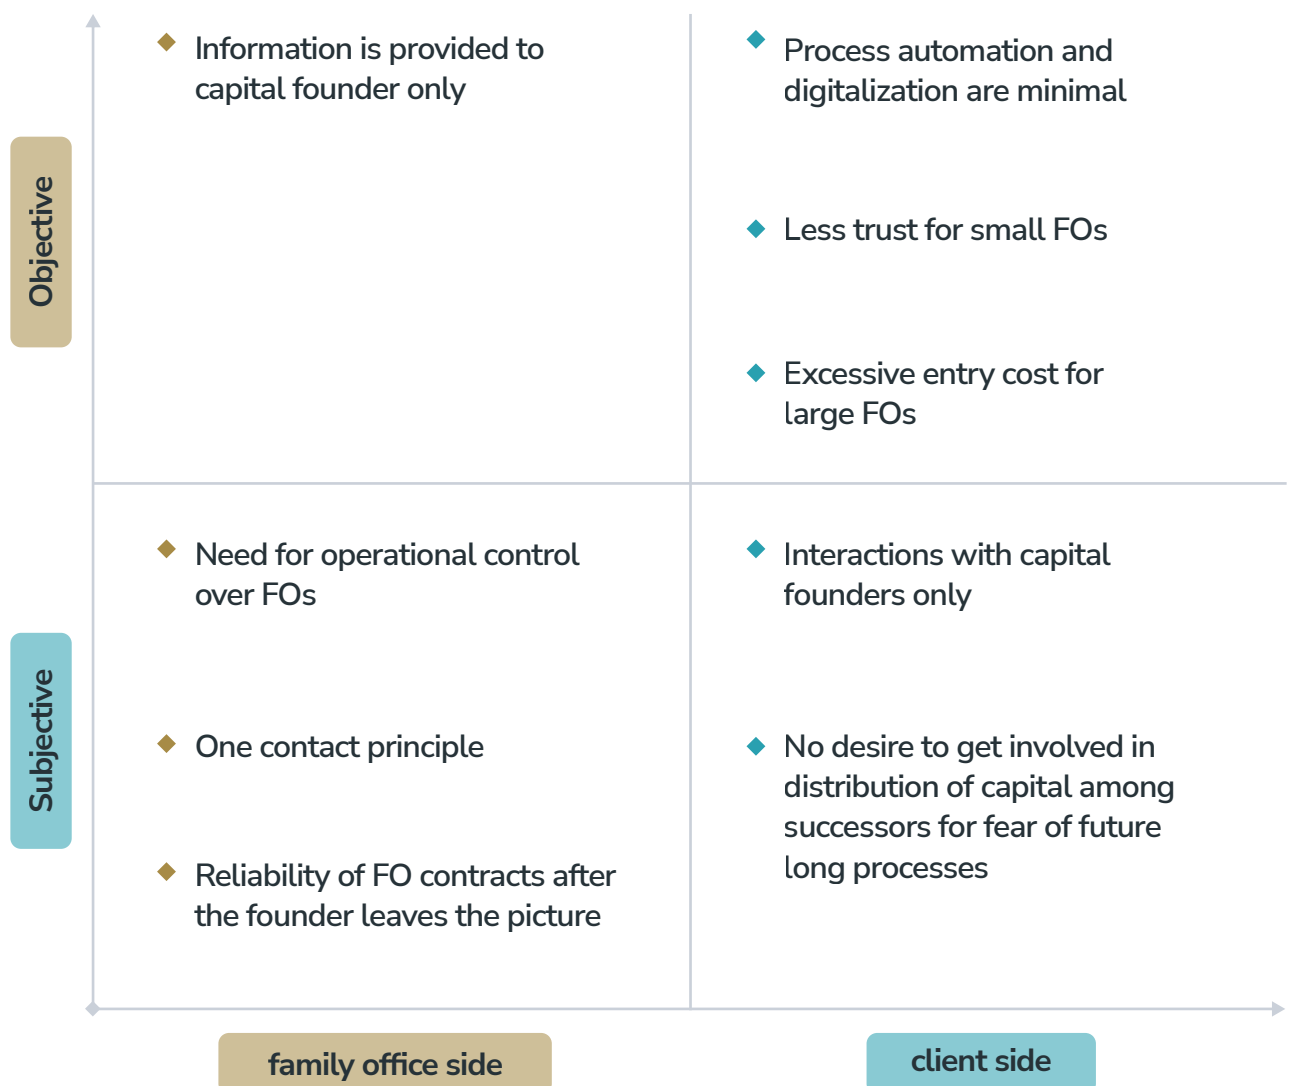 Objective
Information is provided to
capital founder only
Process automation and
digitalization are minimal
Less trust for small FOs
Excessive entry cost for
large FOs
Subjective
Need for operational control
over FOs
One contact principle
Reliability of FO contracts after
the founder leaves the picture
Interactions with capital
founders only
No desire to get involved in
distribution of capital among
successors for fear of future
long processes
family office side
client side